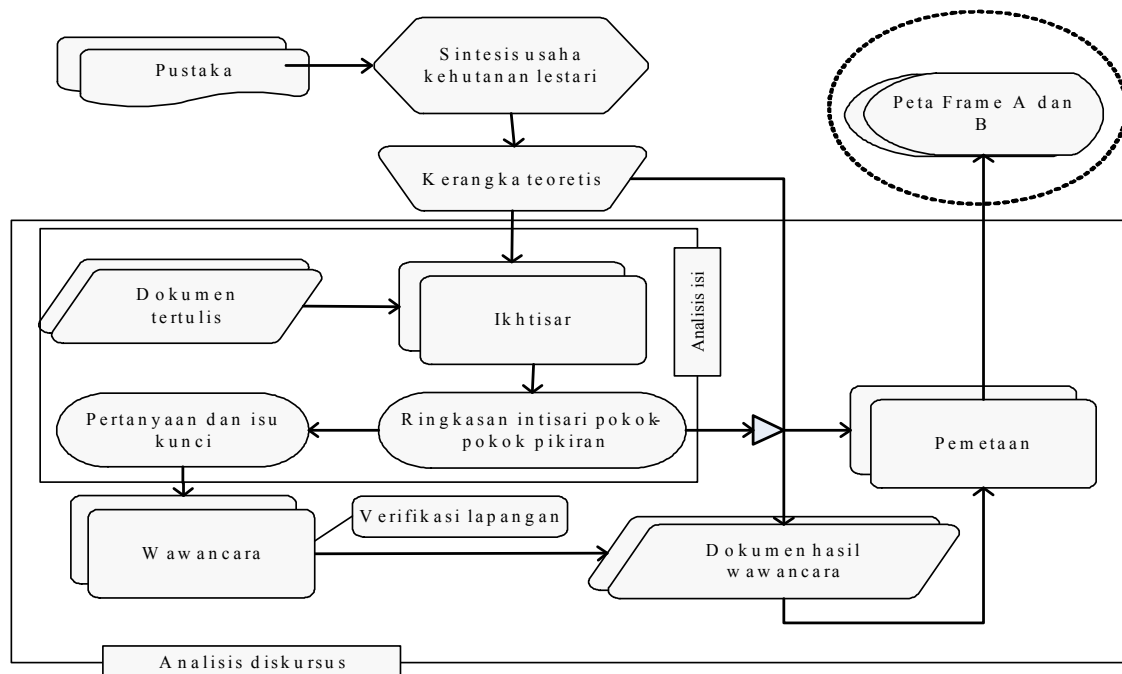 Pustaka
Sintesis usaha
kehutanan lestari
Peta Frame A dan
B
Kerangka teoretis
Dokumen
tertulis
Ikhtisar
Analisis isi
Pertanyaan dan isu
kunci
Ringkasan intisari pokok-
pokok pikiran
Pemetaan
Wawancara
Verifikasi lapangan
Dokumen hasil
wawancara
Analisis diskursus